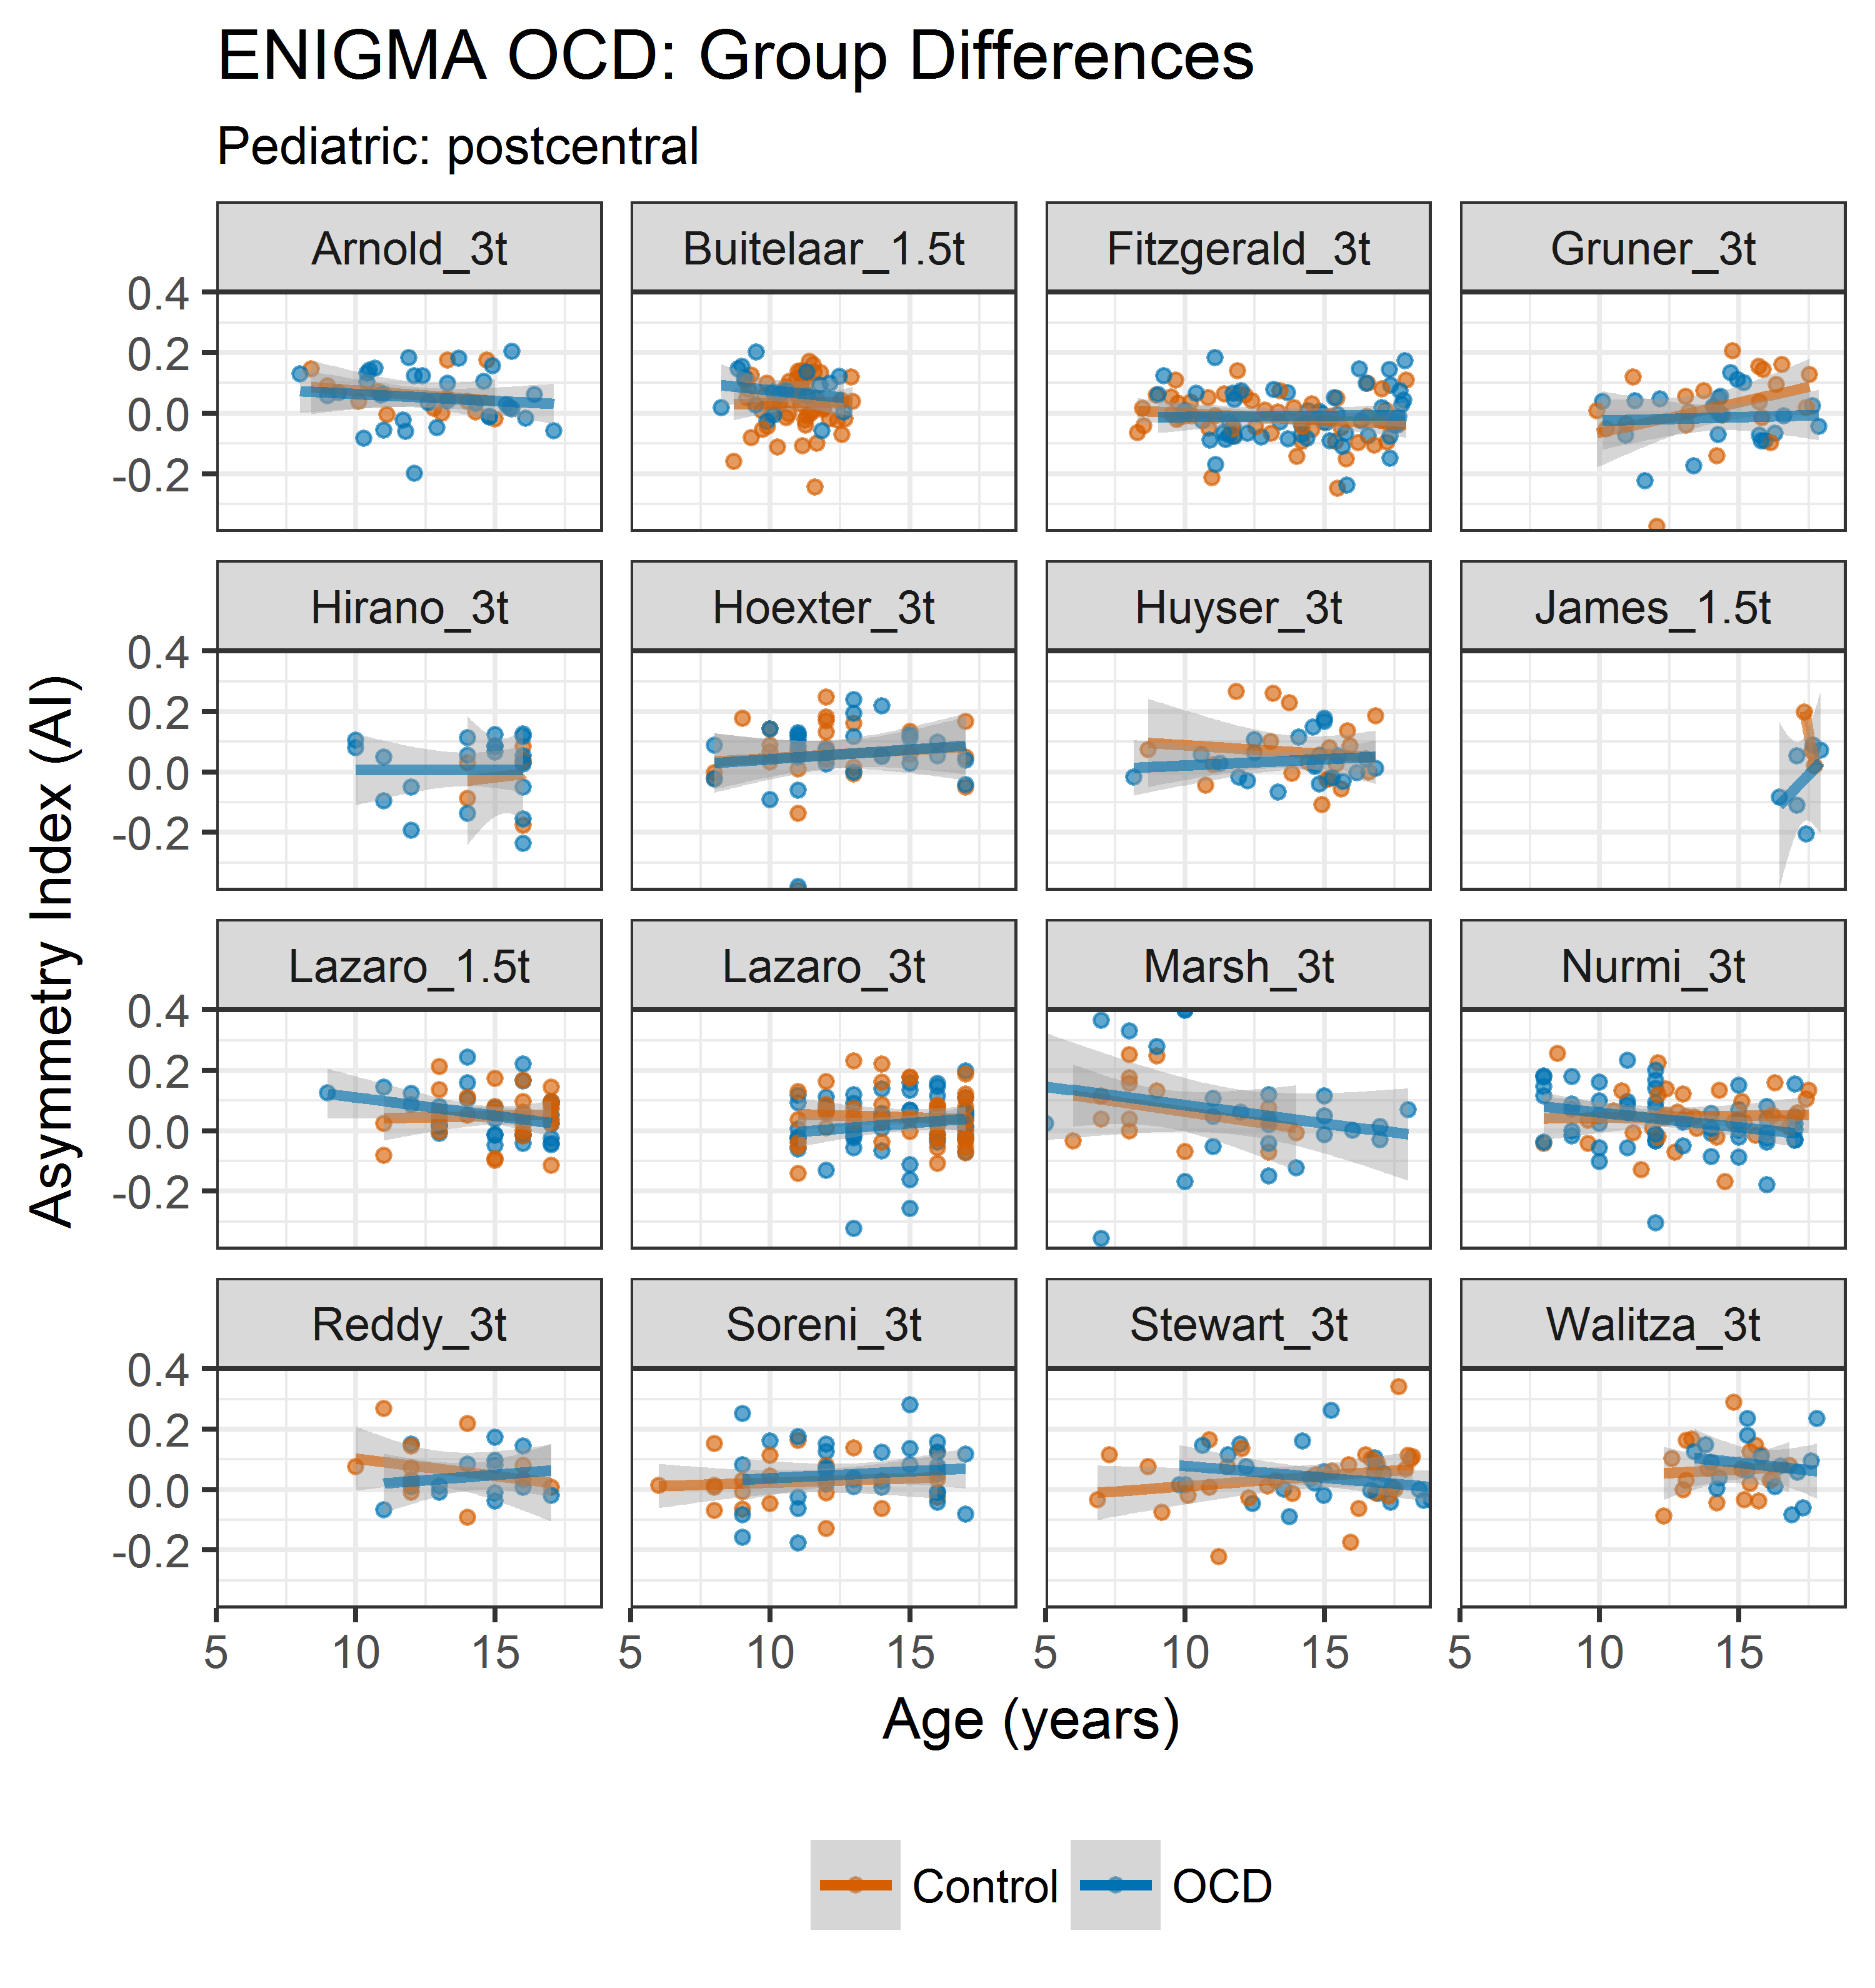 ENIGMA OCD: Group Differences
Pediatric: postcentral
Arnold_3t Buitelaar_1.5t Fitzgerald_3t Gruner_3t
0.4
0.2
0.0
-0.2
Hirano_3t Hoexter_3t Huyser_3t James_1.5t
0.4
0.2
0.0
-0.2
Asymmetry Index (AI)
Lazaro_1.5t Lazaro_3t Marsh_3t Nurmi_3t
0.4
0.2
0.0
-0.2
Reddy_3t Soreni_3t Stewart_3t Walitza_3t
0.4
0.2
0.0
-0.2
5 10 15 5 10 15 5 10 15 5 10 15
Age (years)
Control OCD